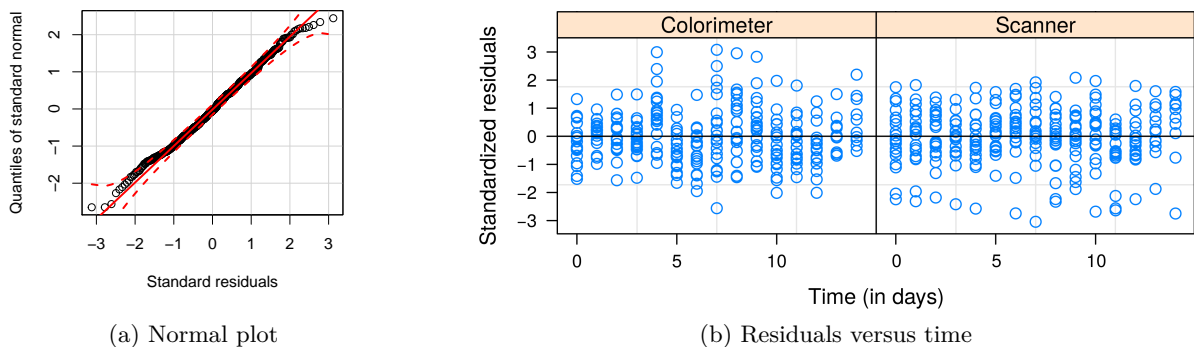 Quantiles of standard normal
2
1
0
−1
−2
−3 −2 −1 0 1 2 3
Standard residuals
(a) Normal plot
Colorimeter Scanner
Standardized residuals
3
2
1
0
−1
−2
−3
0 5 10 0 5 10
Time (in days)
(b) Residuals versus time